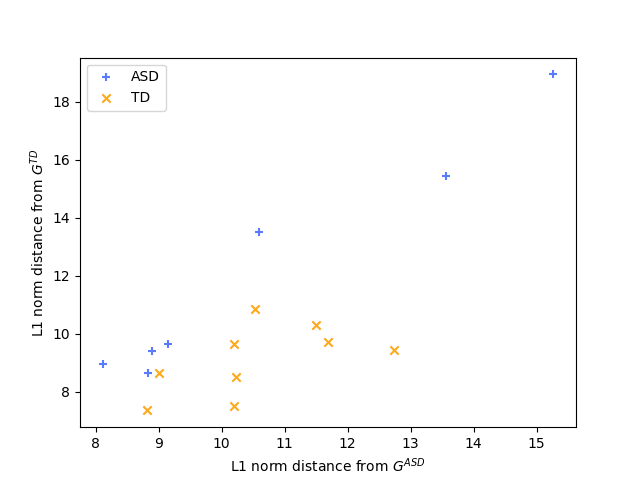 ASD
TD
18
16
14
12
10
8
L1 norm distance from G^{TD}
8 9 10 11 12 13 14 15
L1 norm distance from G^{ASD}